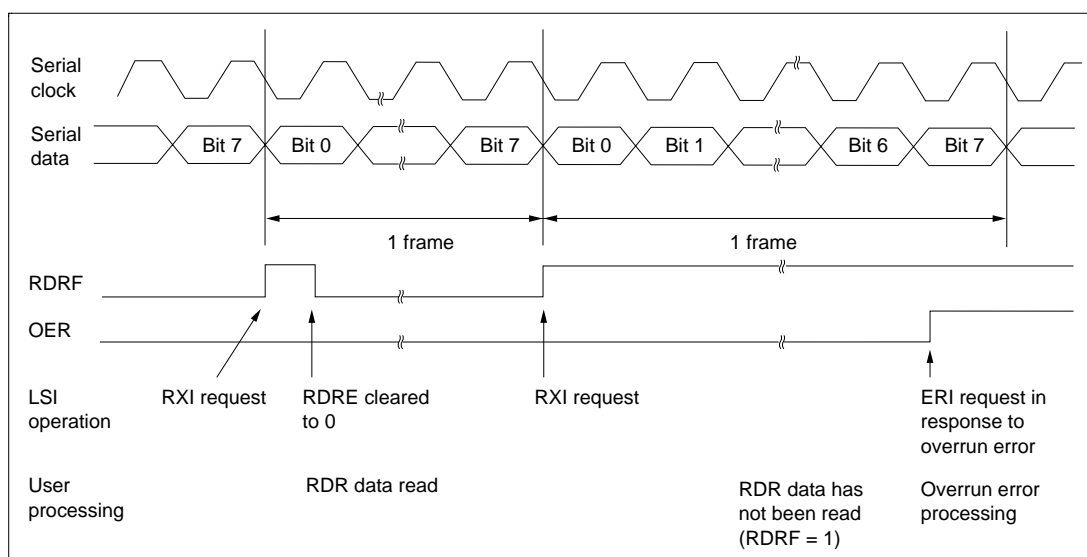 Serial
clock
Serial
data
Bit 7
Bit 0
Bit 7
Bit 0
Bit 1
Bit 6
Bit 7
1 frame
1 frame
RDRF
OER
LSI
operation
RXI request
RDRE cleared
to 0
RXI request
ERI request in
response to
overrun error
User
processing
RDR data read
RDR data has
not been read
(RDRF = 1)
Overrun error
processing